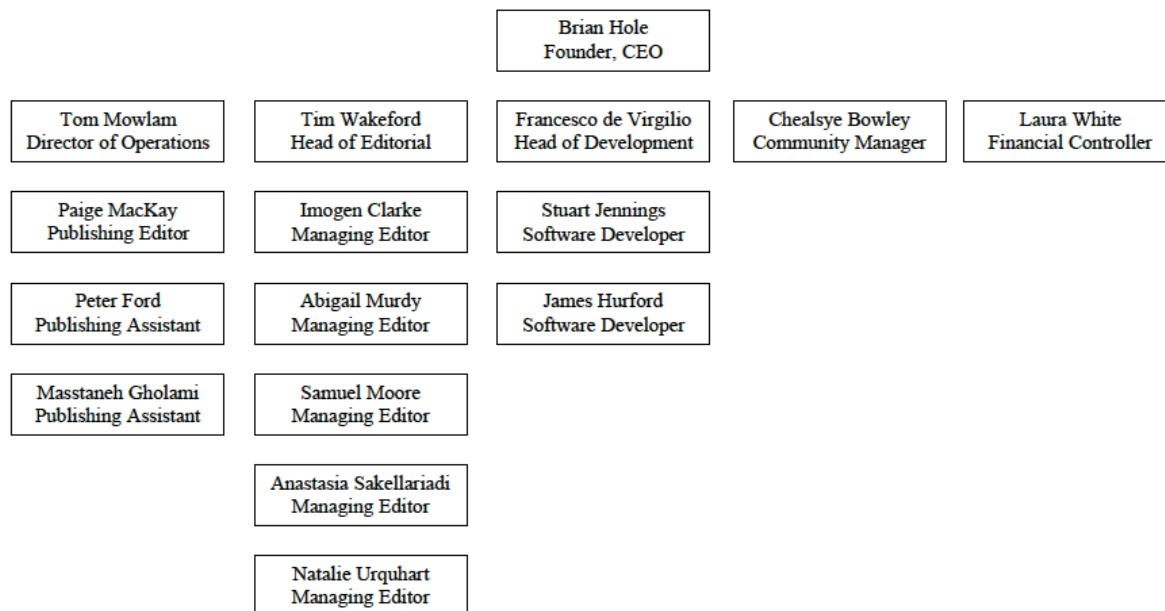 Brian Hole
Founder, CEO
Tom Mowlam
Director of Operations
Tim Wakeford
Head of Editorial
Francesco de Virgilio
Head of Development
Chealsye Bowley
Community Manager
Laura White
Financial Controller
Paige MacKay
Publishing Editor
Imogen Clarke
Managing Editor
Stuart Jennings
Software Developer
Peter Ford
Publishing Assistant
Abigail Murdy
Managing Editor
James Hurford
Software Developer
Masstaneh Gholami
Publishing Assistant
Samuel Moore
Managing Editor
Anastasia Sakellariadi
Managing Editor
Natalie Urquhart
Managing Editor